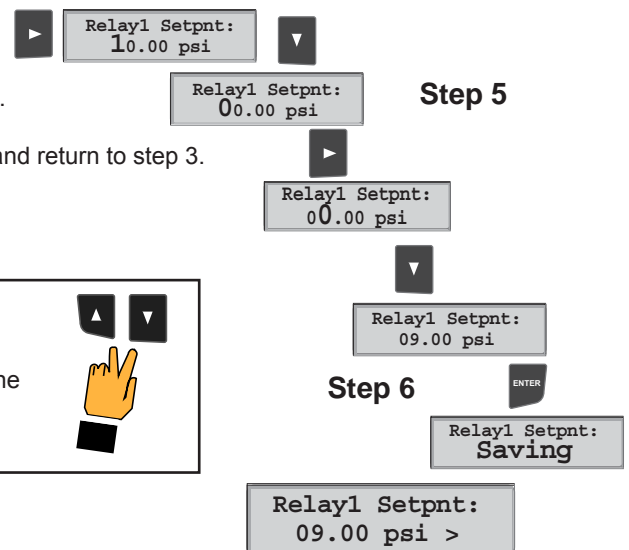 Relay1 Setpnt:
10.00 psi
Relay1 Setpnt:
00.00 psi
Step 5
.
and return to step 3.
Relay1 Setpnt:
00.00 psi
Relay1 Setpnt:
09.00 psi
ne
Step 6
ENTER
Relay1 Setpnt:
Saving
Relay1 Setpnt:
09.00 psi >